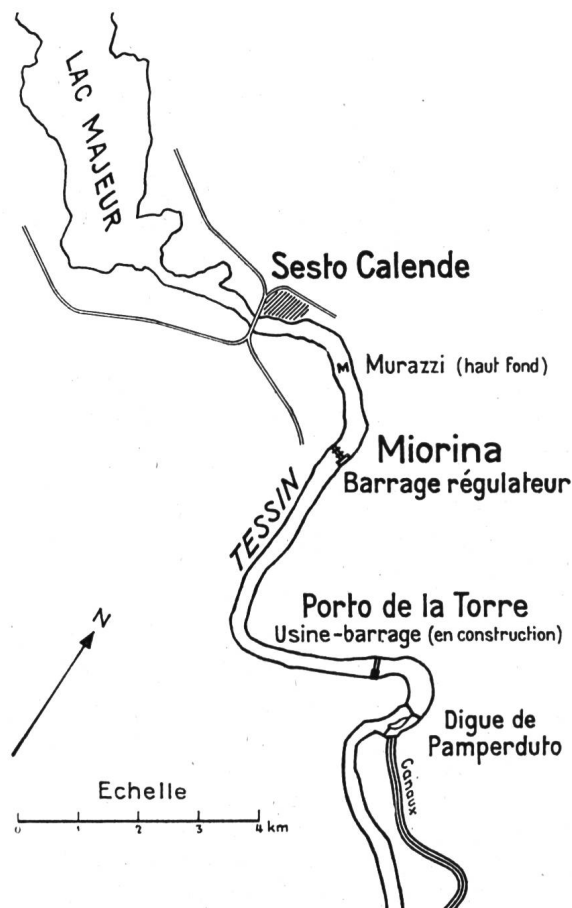 LAC MAJEUR
Sesto Calende
M
Murazzi (haut fond)
Miorina
Barrage régulateur
TESSIN
Porto de la Torre
Usine-barrage (en construction)
N
Digue de
Pamperduto
Canaux
Echelle
0 1 2 3 4 km